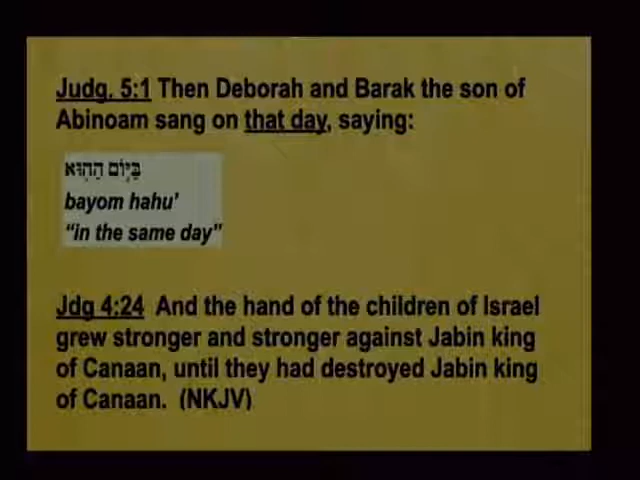 Judg. 5:1 Then Deborah and Barak the son of
Abinoam sang on that day, saying:
בַּיּוֹם הַהוּא
bayom hahu'
"in the same day"
Jdg 4:24 And the hand of the children of Israel
grew stronger and stronger against Jabin king
of Canaan, until they had destroyed Jabin king
of Canaan. (NKJV)